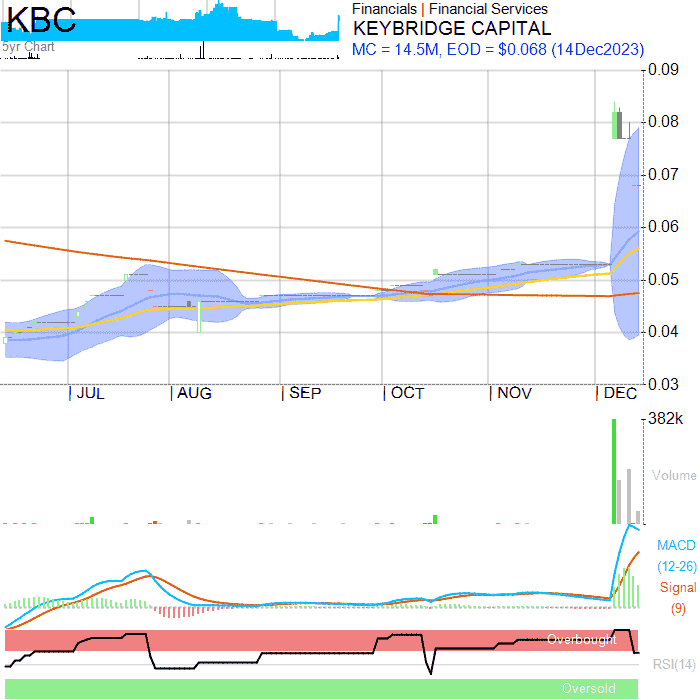 KBC
5yr Chart
Financials | Financial Services
KEYBRIDGE CAPITAL
MC = 14.5M, EOD = $0.068 (14Dec2023)
0.09
0.08
0.07
0.06
0.05
0.04
0.03
JUL
AUG
SEP
OCT
NOV
DEC
382k
Volume
MACD
(12-26)
Signal
(9)
Overbought
RSI(14)
Oversold